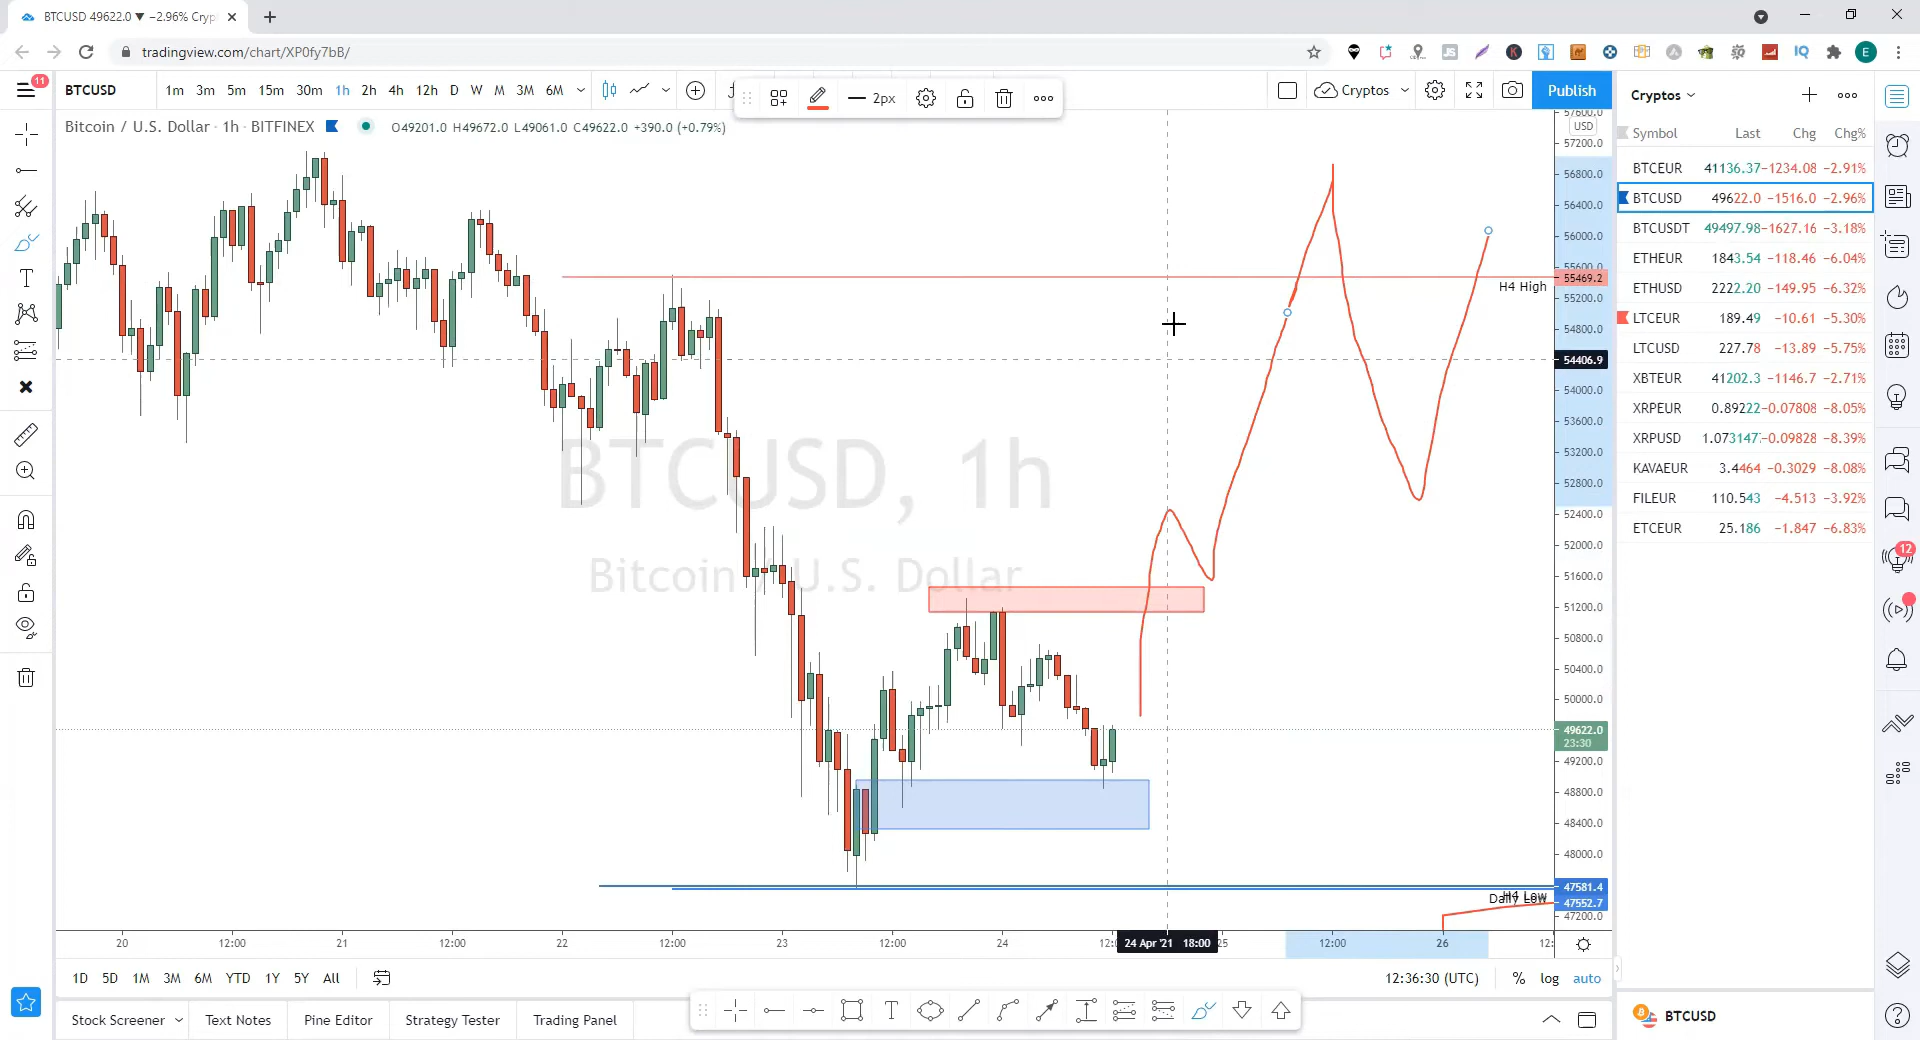 BTCUSD 49622.0 ▼ −2.96% Cryp
tradingview.com/chart/XP0fy7bB/
11
BTCUSD 1m 3m 5m 15m 30m 1h 2h 4h 12h D W M 3M 6M
2px
Cryptos
Publish
Bitcoin / U.S. Dollar · 1h · BITFINEX O49201.0 H49672.0 L49061.0 C49622.0 +390.0 (+0.79%)
BTCUSD, 1h
Bitcoin / U.S. Dollar
H4 High
H4 Low
Daily Low
57600.0
USD
57200.0
56800.0
56400.0
56000.0
55600.0
55469.2
55200.0
54800.0
54406.9
54000.0
53600.0
53200.0
52800.0
52400.0
52000.0
51600.0
51200.0
50800.0
50400.0
50000.0
49622.0
23:30
49200.0
48800.0
48400.0
48000.0
47581.4
47552.7
47200.0
20 12:00 21 12:00 22 12:00 23 12:00 24 12:0 24 Apr '21 18:00 25 12:00 26 12:
1D 5D 1M 3M 6M YTD 1Y 5Y All
12:36:30 (UTC) % log auto
Stock Screener Text Notes Pine Editor Strategy Tester Trading Panel
Cryptos
Symbol Last Chg Chg%
BTCEUR 41136.37 −1234.08 −2.91%
BTCUSD 49622.0 −1516.0 −2.96%
BTCUSDT 49497.98 −1627.16 −3.18%
ETHEUR 1843.54 −118.46 −6.04%
ETHUSD 2222.20 −149.95 −6.32%
LTCEUR 189.49 −10.61 −5.30%
LTCUSD 227.78 −13.89 −5.75%
XBTEUR 41202.3 −1146.7 −2.71%
XRPEUR 0.89222 −0.07808 −8.05%
XRPUSD 1.073147 −0.09828 −8.39%
KAVAEUR 3.4464 −0.3029 −8.08%
FILEUR 110.543 −4.513 −3.92%
ETCEUR 25.186 −1.847 −6.83%
12
BTCUSD
JS
K
IQ
E